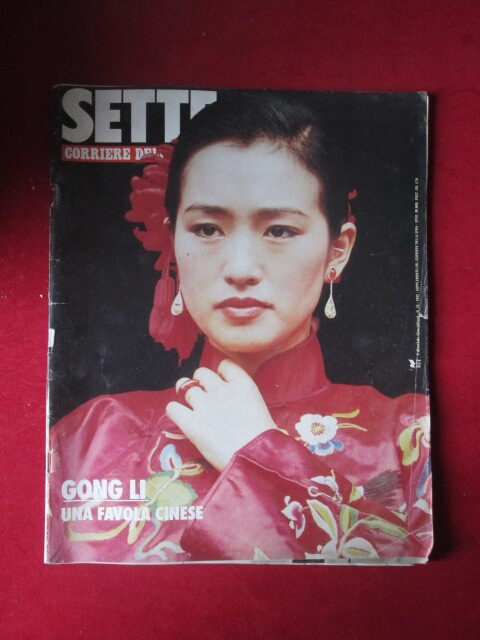 SETTE
CORRIERE DEL
GONG LI
UNA FAVOLA CINESE